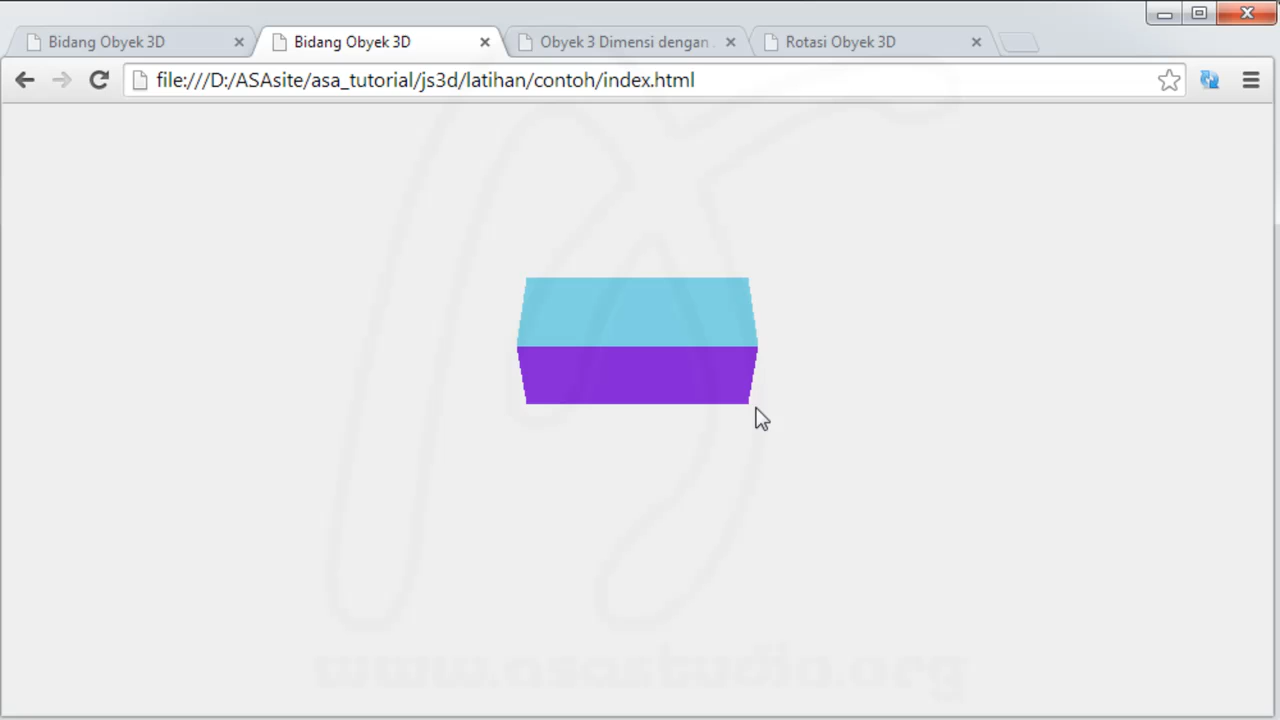 Bidang Obyek 3D
Bidang Obyek 3D
Obyek 3 Dimensi dengan
Rotasi Obyek 3D
file:///D:/ASAsite/asa_tutorial/js3d/latihan/contoh/index.html
www.asastudio.org